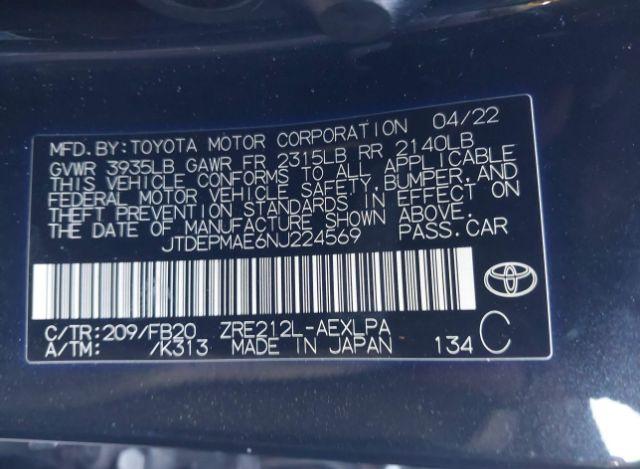 MFD.BY:TOYOTA MOTOR CORPORATION 04/22
GVWR 3935LB GAWR FR 2315LB RR 2140LB
THIS VEHICLE CONFORMS TO ALL APPLICABLE
FEDERAL MOTOR VEHICLE SAFETY,BUMPER,AND
THEFT PREVENTION STANDARDS IN EFFECT ON
THE DATE OF MANUFACTURE SHOWN ABOVE.
JTDEPMAE6NJ224569 PASS.CAR
C/TR:209/FB20 ZRE212L-AEXLPA
A/TM: /K313 MADE IN JAPAN 134 C